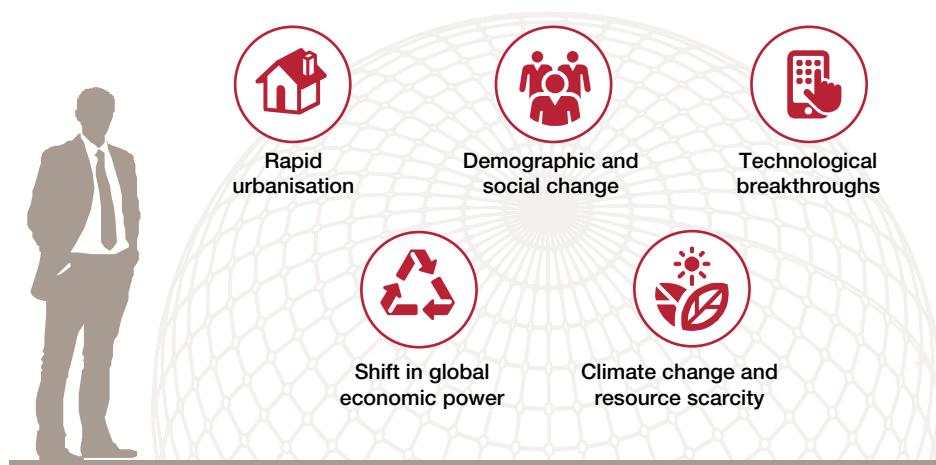 Rapid
urbanisation
Demographic and
social change
Technological
breakthroughs
Shift in global
economic power
Climate change and
resource scarcity